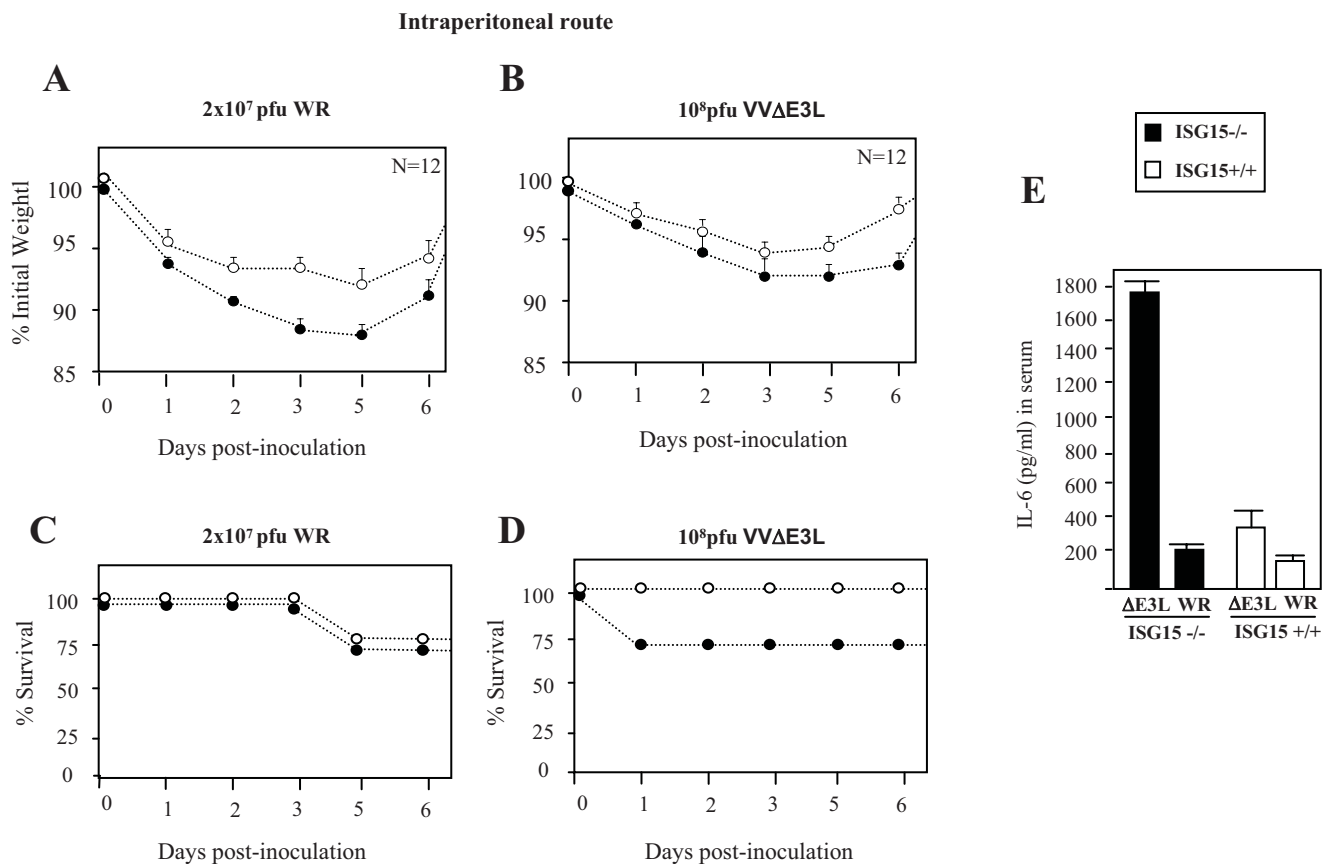 Intraperitoneal route
A
2x10⁷ pfu WR
N=12
% Initial Weightl
100
95
90
85
0 1 2 3 5 6
Days post-inoculation
B
10⁸pfu VVΔE3L
N=12
100
95
90
85
0 1 2 3 5 6
Days post-inoculation
ISG15-/-
ISG15+/+
E
IL-6 (pg/ml) in serum
1800
1600
1400
1200
1000
800
600
400
200
ΔE3L WR ΔE3L WR
ISG15 -/- ISG15 +/+
C
2x10⁷ pfu WR
% Survival
100
75
50
25
0
0 1 2 3 5 6
Days post-inoculation
D
10⁸pfu VVΔE3L
% Survival
100
75
50
25
0
0 1 2 3 5 6
Days post-inoculation